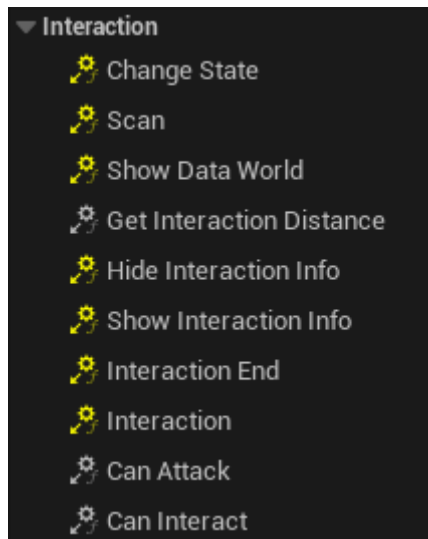 Interaction
Change State
Scan
Show Data World
Get Interaction Distance
Hide Interaction Info
Show Interaction Info
Interaction End
Interaction
Can Attack
Can Interact